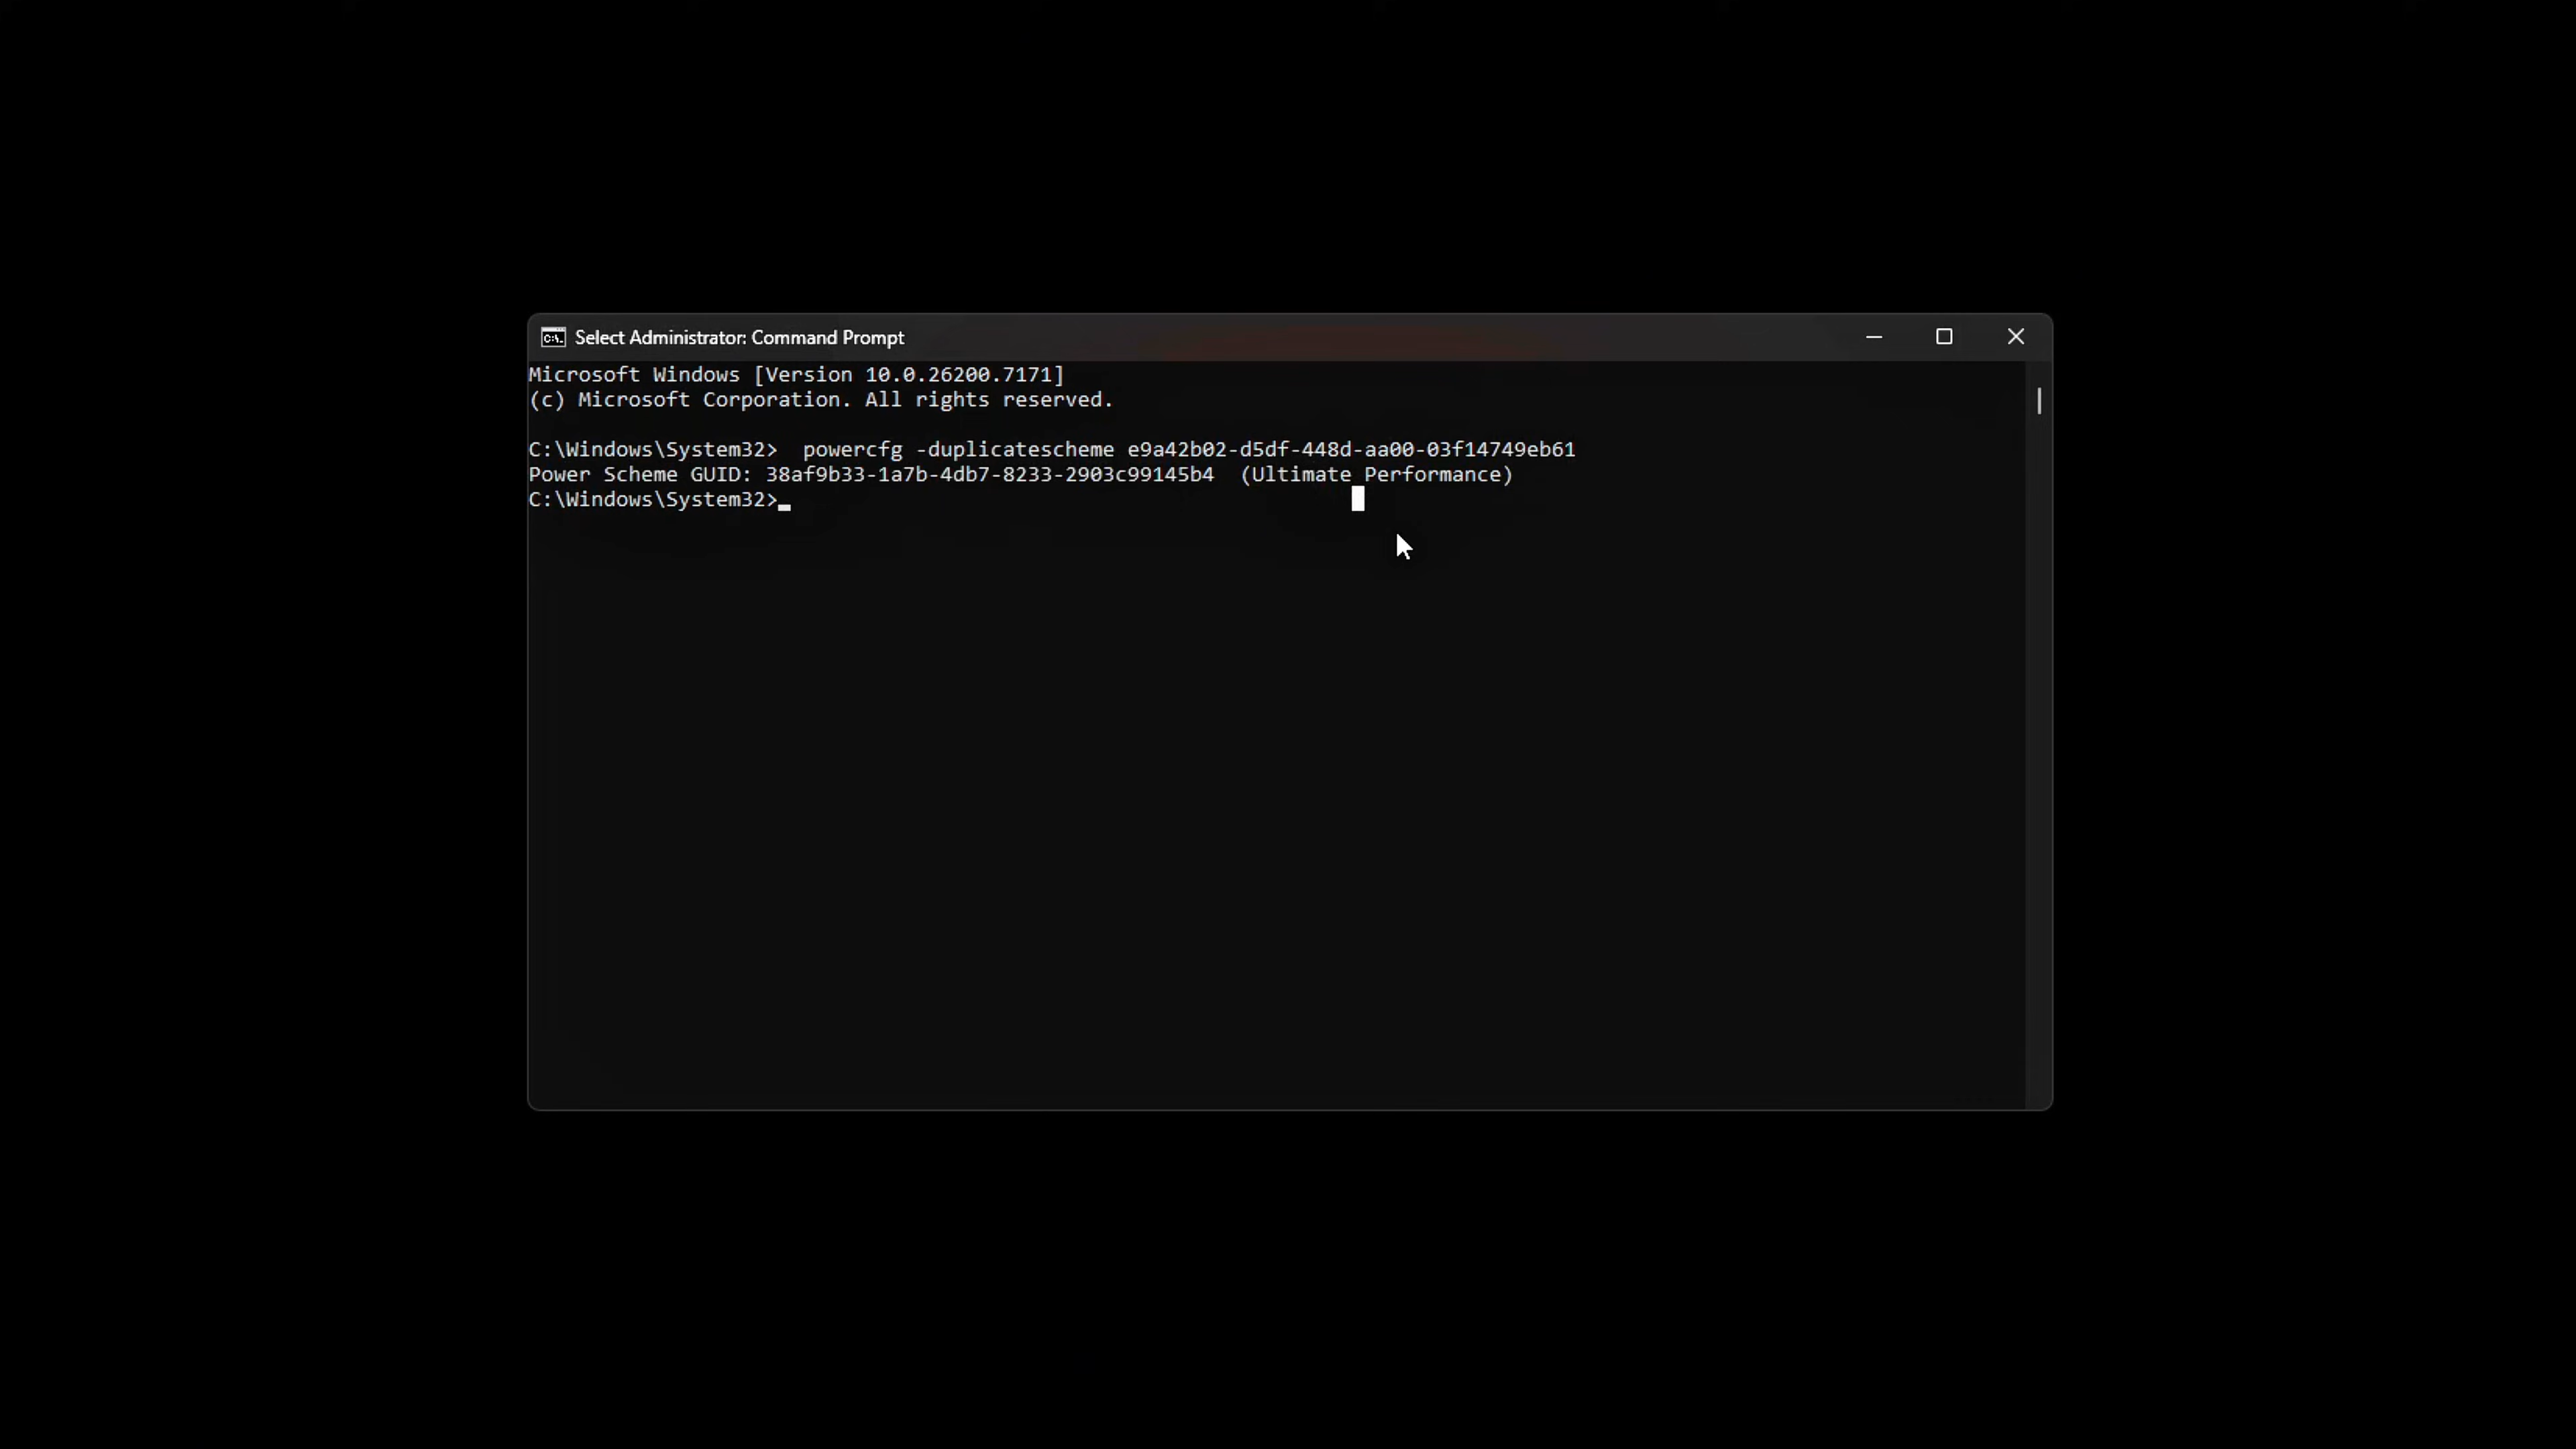 Select Administrator: Command Prompt
Microsoft Windows [Version 10.0.26200.7171]
(c) Microsoft Corporation. All rights reserved.
C:\Windows\System32>  powercfg -duplicatescheme e9a42b02-d5df-448d-aa00-03f14749eb61
Power Scheme GUID: 38af9b33-1a7b-4db7-8233-2903c99145b4  (Ultimate Performance)
C:\Windows\System32>